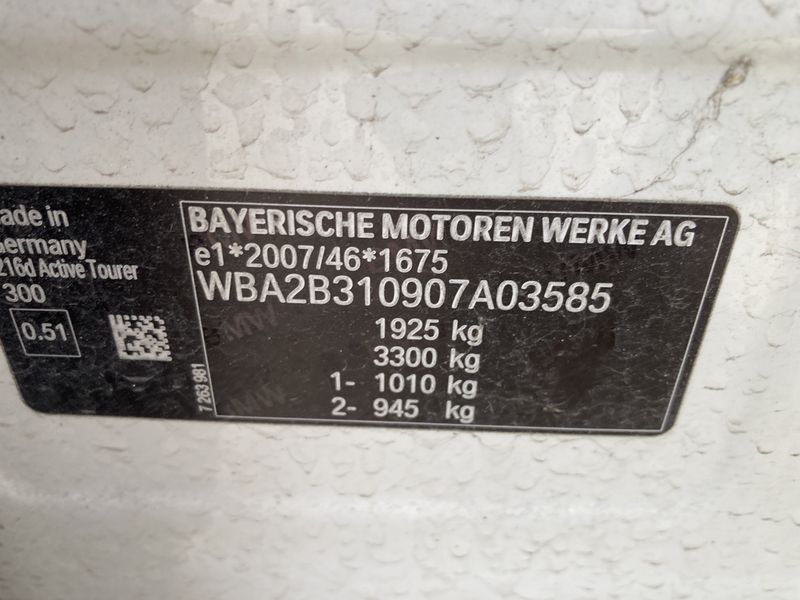 ade in
Germany
216d Active Tourer
300
0.51
7 263 981
BAYERISCHE MOTOREN WERKE AG
e1*2007/46*1675
WBA2B310907A03585
1925 kg
3300 kg
1- 1010 kg
2- 945 kg